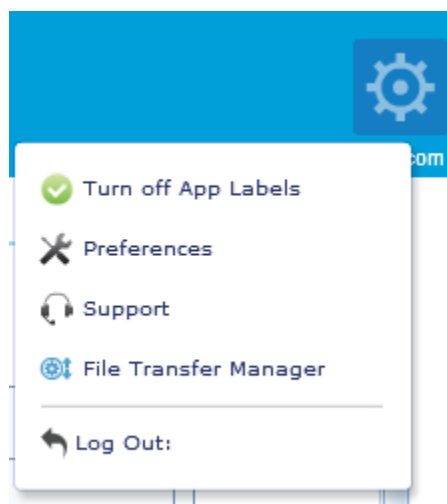 com
Turn off App Labels
Preferences
Support
File Transfer Manager
Log Out: